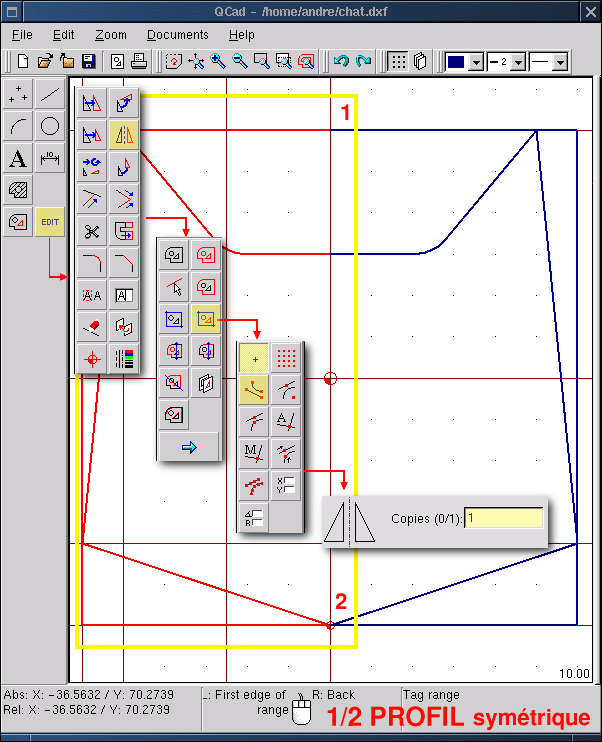 QCad - /home/andre/chat.dxf
File Edit Zoom Documents Help
2
1
A
10
EDIT
A A
A
A
M
X
Y
R
Copies (0/1): 1
2
10.00
Abs: X: -36.5632 / Y: 70.2739
Rel: X: -36.5632 / Y: 70.2739
L: First edge of
range
R: Back
Tag range
1/2 PROFIL symétrique